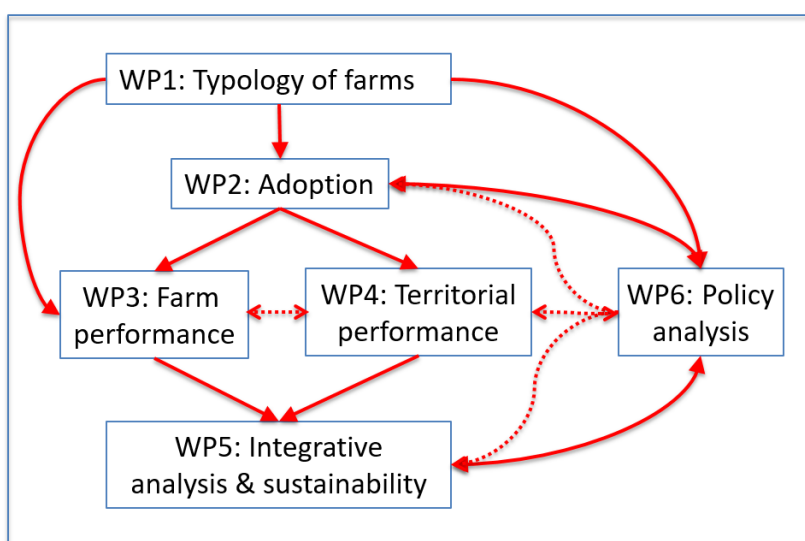 WP1: Typology of farms
WP2: Adoption
WP3: Farm
performance
WP4: Territorial
performance
WP6: Policy
analysis
WP5: Integrative
analysis & sustainability